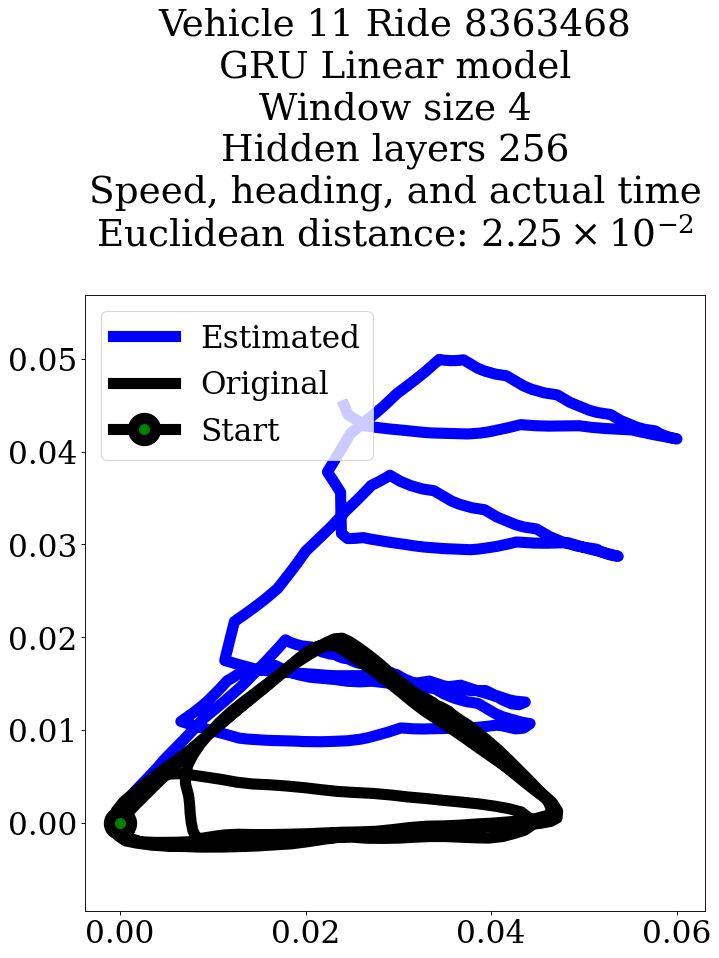 Vehicle 11 Ride 8363468
GRU Linear model
Window size 4
Hidden layers 256
Speed, heading, and actual time
Euclidean distance: 2.25 × 10⁻²
Estimated
Original
Start
0.05
0.04
0.03
0.02
0.01
0.00
0.00 0.02 0.04 0.06